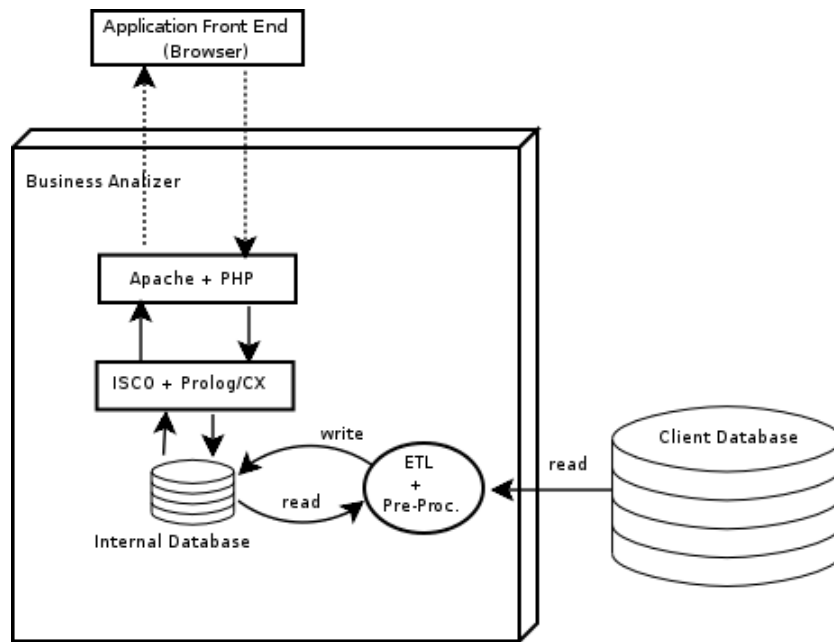 Application Front End
(Browser)
Business Analizer
Apache + PHP
ISCO + Prolog/CX
write
ETL
+
Pre-Proc.
read
Internal Database
read
Client Database